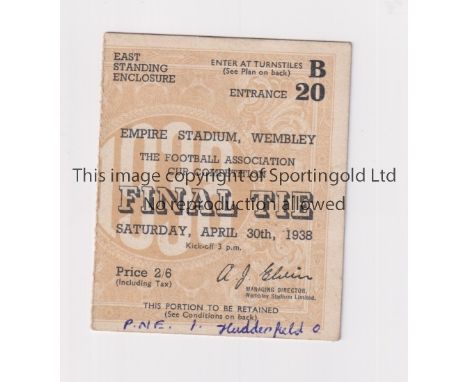 EAST
STANDING
ENCLOSURE
ENTER AT TURNSTILES
(See Plan on back)
B
ENTRANCE 20
EMPIRE STADIUM, WEMBLEY
THE FOOTBALL ASSOCIATION
This image copyright of Sportingold Ltd
CUP COMPETITION
FINAL TIE
No reproduction allowed
SATURDAY, APRIL 30th, 1938
Kick-off 3 p.m.
Price 2/6
(Including Tax)
A. J. Elvin
MANAGING DIRECTOR,
Wembley Stadium Limited.
THIS PORTION TO BE RETAINED
(See Conditions on back)
P.N.E. 1. Huddersfield 0